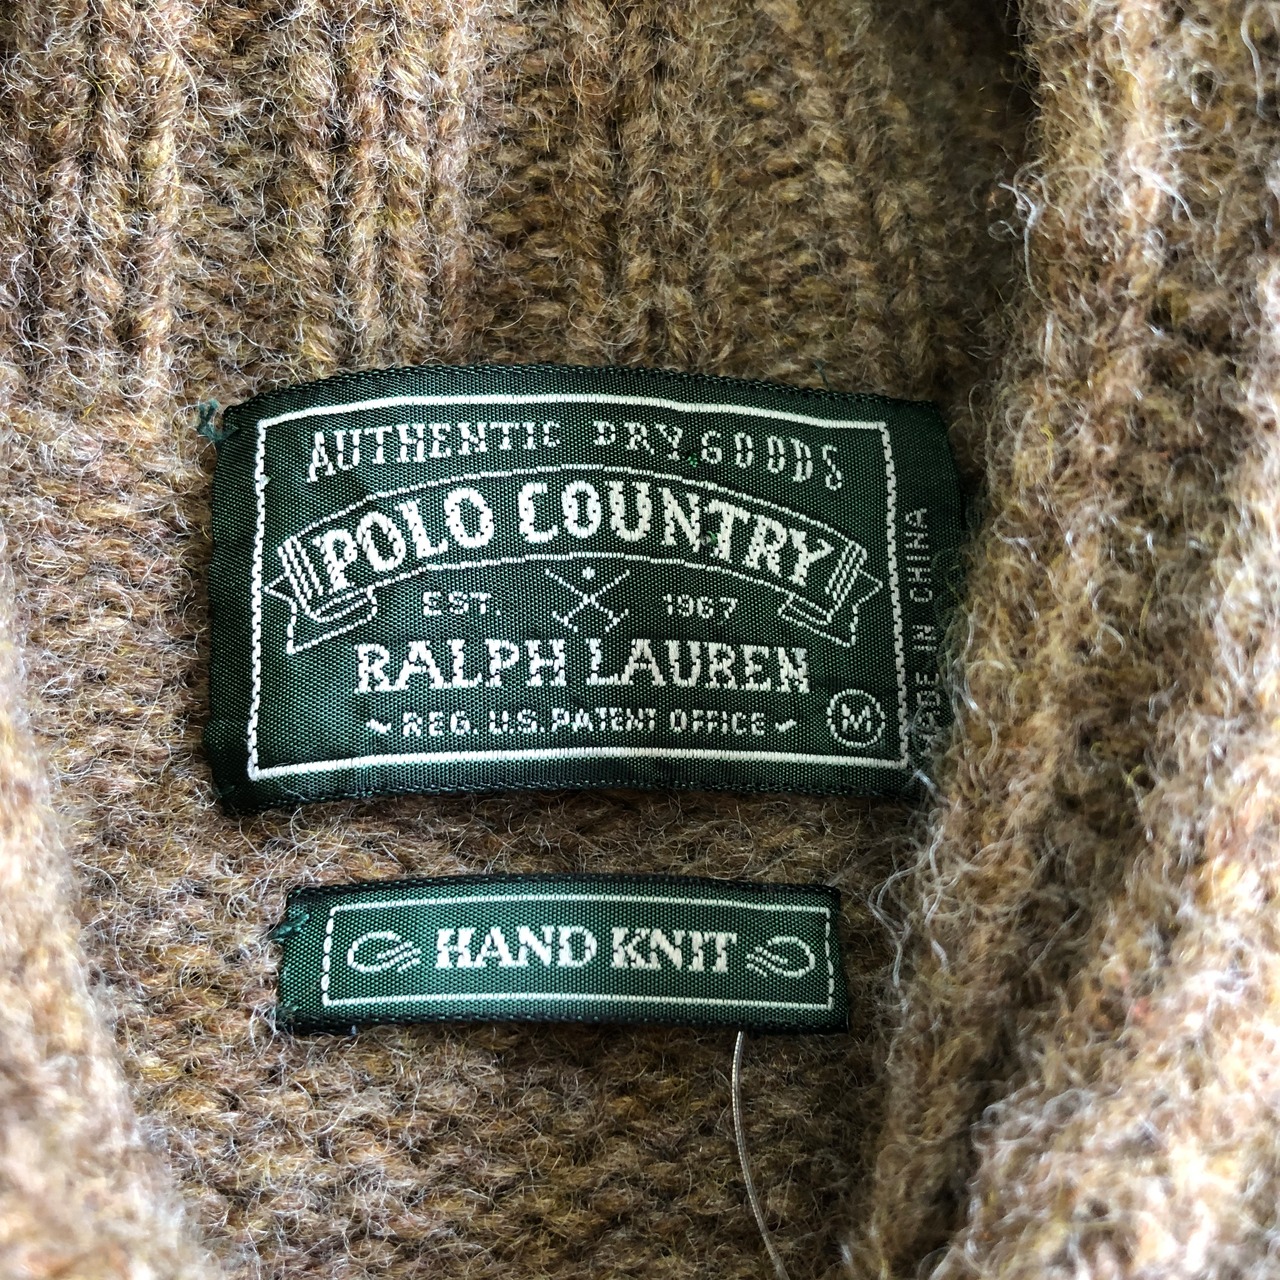 AUTHENTIC DRY GOODS
POLO COUNTRY
EST. 1967
RALPH LAUREN
REG. U.S. PATENT OFFICE
M
MADE IN CHINA
HAND KNIT